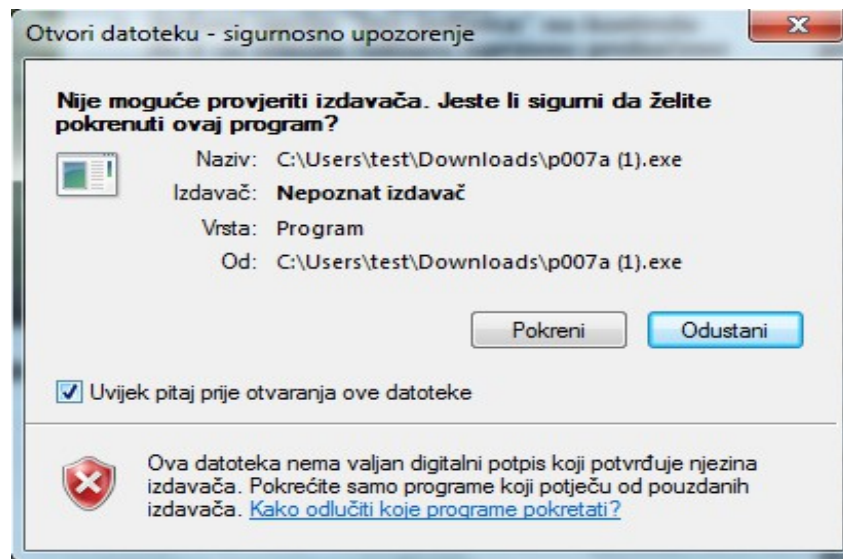 Otvori datoteku - sigurnosno upozorenje
Nije moguće provjeriti izdavača. Jeste li sigurni da želite
pokrenuti ovaj program?
Naziv: C:\Users\test\Downloads\p007a (1).exe
Izdavač: Nepoznat izdavač
Vrsta: Program
Od: C:\Users\test\Downloads\p007a (1).exe
Pokreni Odustani
Uvijek pitaj prije otvaranja ove datoteke
Ova datoteka nema valjan digitalni potpis koji potvrđuje njezina
izdavača. Pokrećite samo programe koji potječu od pouzdanih
izdavača. Kako odlučiti koje programe pokretati?